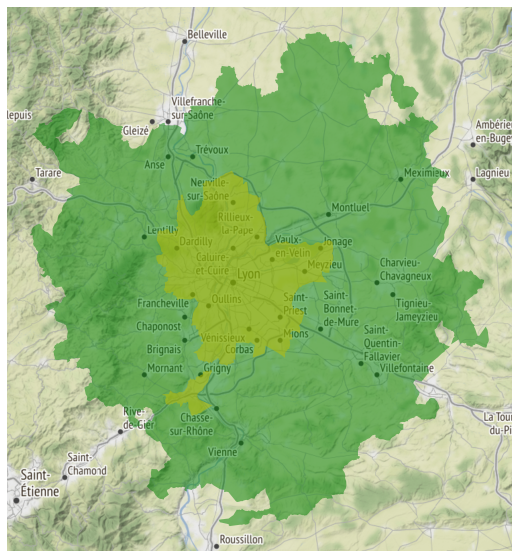 Belleville
lepuis
Villefranche-
sur-Saône
Gleizé
Ambérieu
en-Bugey
Trévoux
Anse
Tarare
Meximieux
Lagnieu
Neuville-
sur-Saône
Montluel
Rillieux-
la-Pape
Lentilly
Dardilly
Vaulx-
en-Velin
Jonage
Caluire-
et-Cuire
Meyzieu
Charvieu-
Chavagneux
Lyon
Francheville
Oullins
Saint-
Priest
Saint-
Bonnet-
de-Mure
Tignieu-
Jameyzieu
Chaponost
Vénissieux
Mions
Saint-
Quentin-
Fallavier
Brignais
Corbas
Mornant
Grigny
Villefontaine
Rive-
de-Gier
Chasse-
sur-Rhône
La Tou
du-Pi
Vienne
Saint-
Chamond
Saint-
Étienne
Roussillon